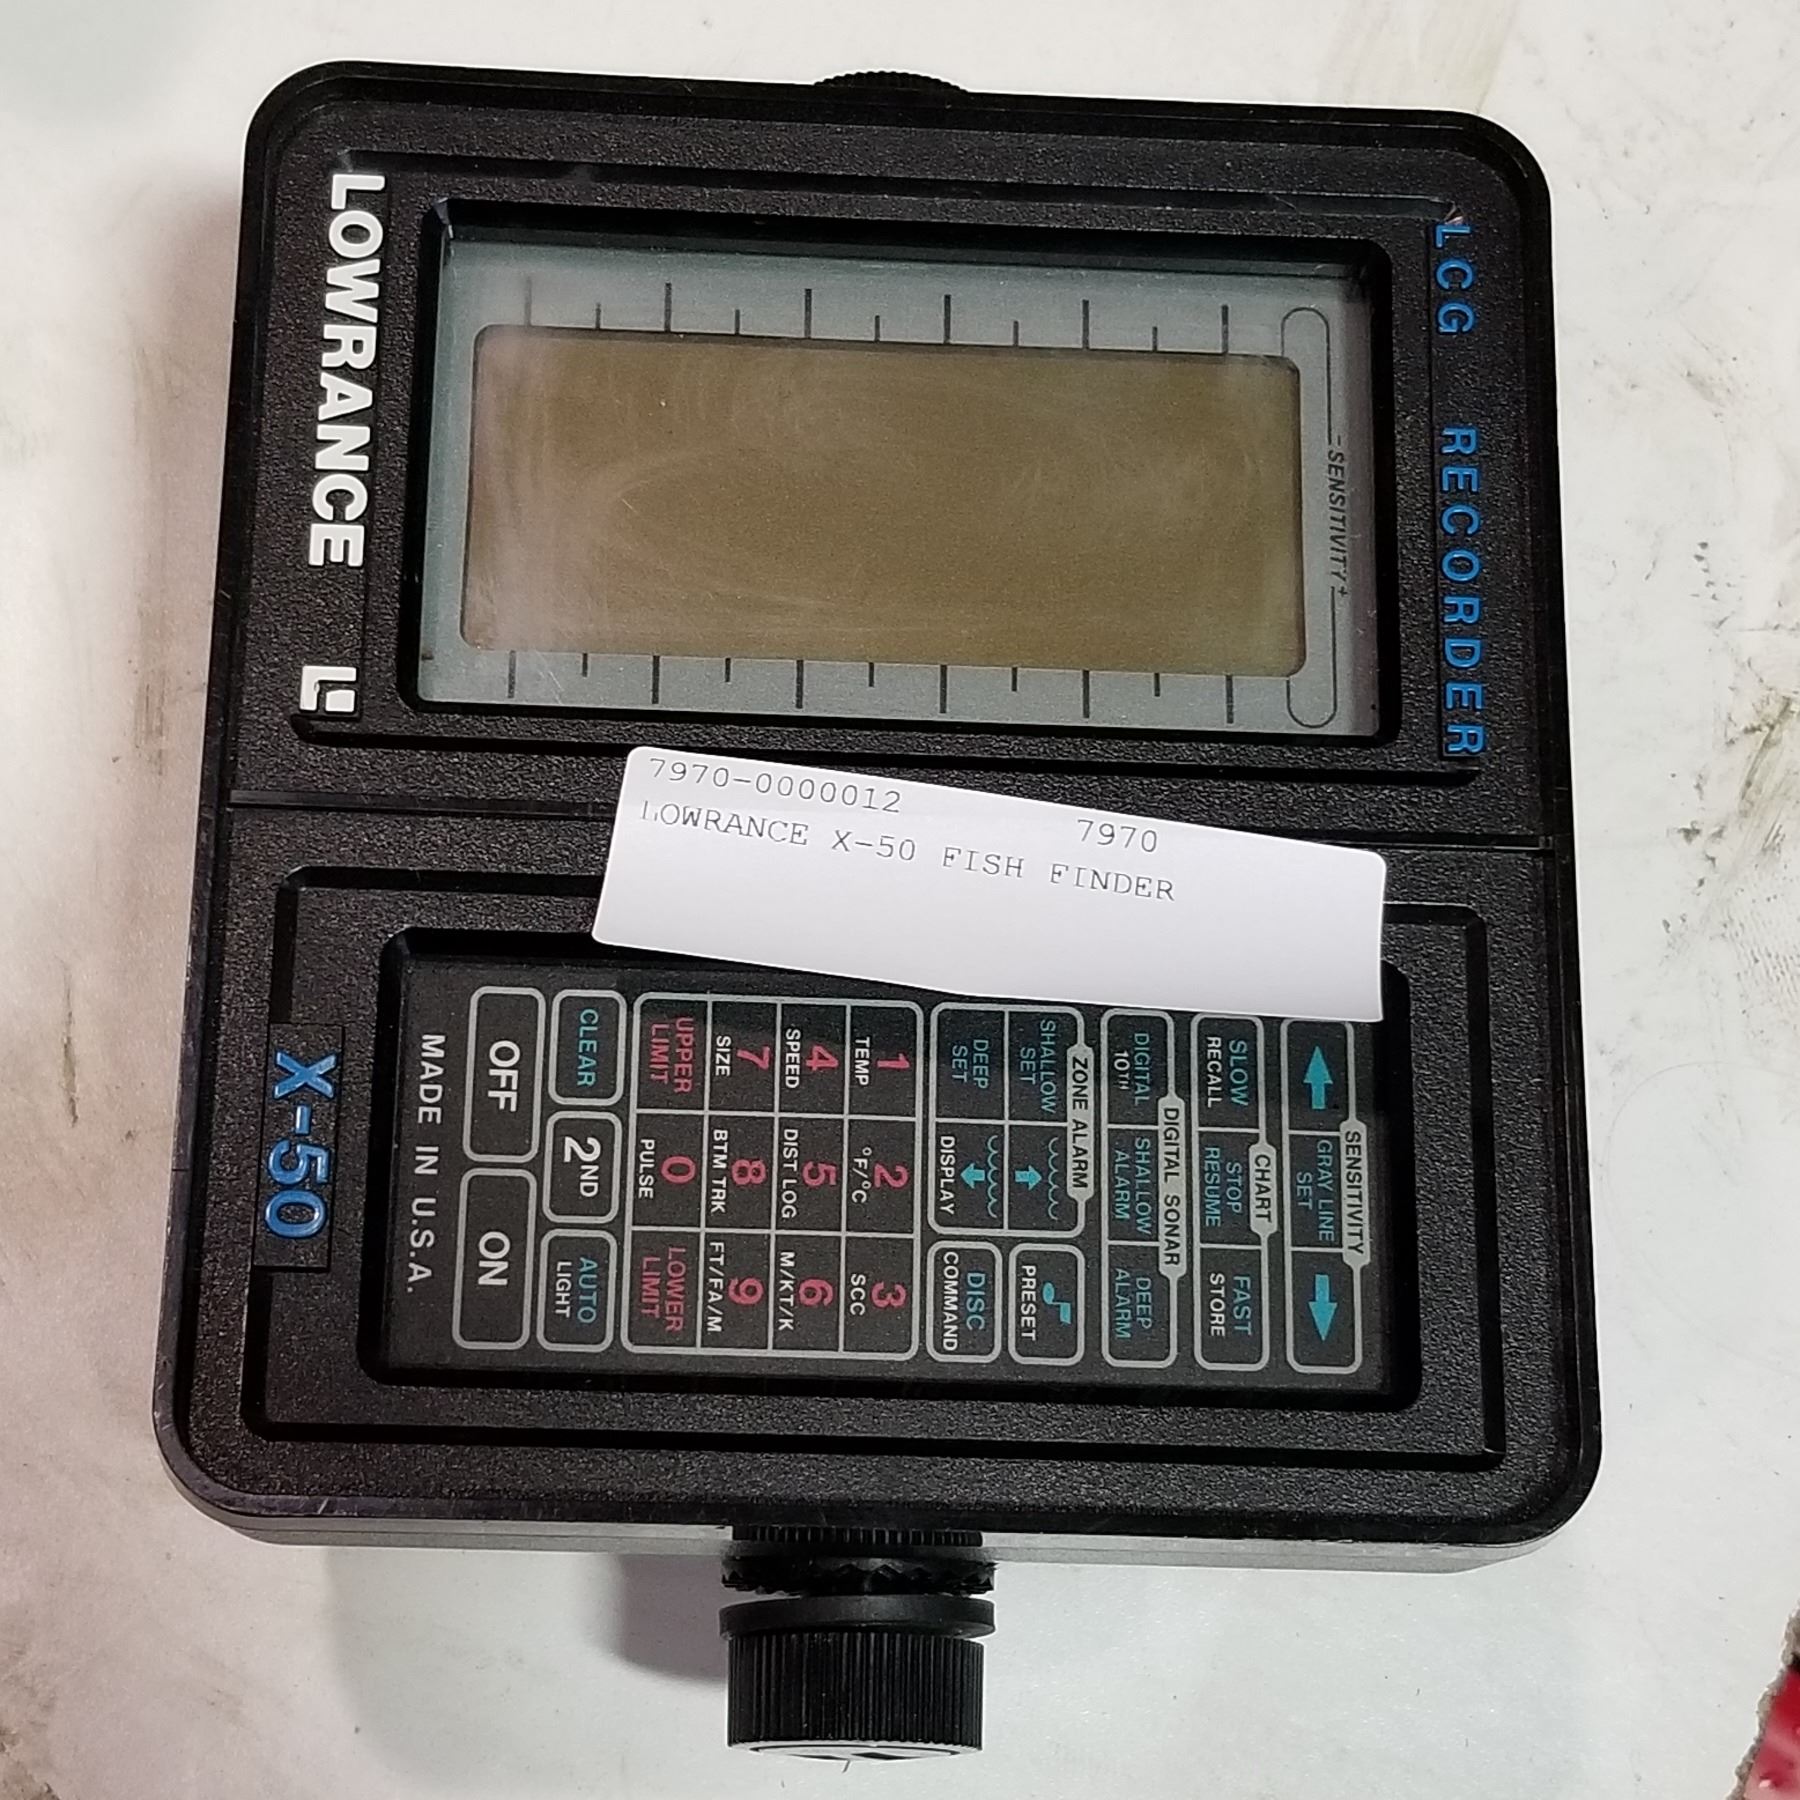 LOWRANCE
LCG RECORDER
-SENSITIVITY+
7970-0000012
7970
LOWRANCE X-50 FISH FINDER
X-50
SENSITIVITY
GRAY LINE
SET
CHART
SLOW
RECALL
STOP
RESUME
FAST
STORE
DIGITAL SONAR
DIGITAL
10TH
SHALLOW
ALARM
DEEP
ALARM
ZONE ALARM
SHALLOW
SET
DEEP
SET
DISPLAY
PRESET
DISC
COMMAND
1
TEMP
2
°F/°C
3
SCC
4
SPEED
5
DIST LOG
6
M/KT/K
7
SIZE
8
BTM TRK
9
FT/FA/M
UPPER
LIMIT
0
PULSE
LOWER
LIMIT
CLEAR
2ND
AUTO
LIGHT
OFF
ON
MADE IN U.S.A.